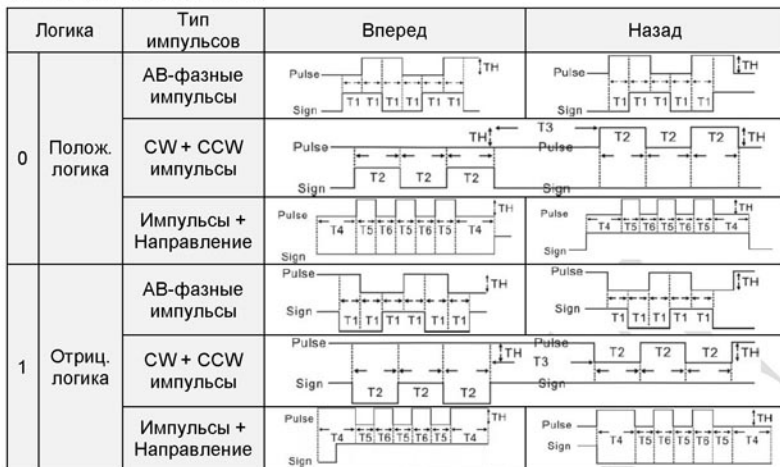 Логика Тип импульсов Вперед Назад
0 Полож. логика
АВ-фазные импульсы
Pulse TH
T1 T1 T1 T1 T1
Sign
Pulse TH
T1 T1 T1 T1 T1
Sign
CW + CCW импульсы
Pulse TH T3 Pulse T2 T2 T2 TH
T2 T2 T2
Sign Sign
Импульсы + Направление
Pulse TH
T4 T5 T6 T5 T6 T5 T4
Sign
Pulse TH
T4 T5 T6 T5 T6 T5 T4
Sign
1 Отриц. логика
АВ-фазные импульсы
Pulse TH
Sign T1 T1 T1 T1 T1
Pulse TH
Sign T1 T1 T1 T1 T1
CW + CCW импульсы
Pulse TH T3 Pulse T2 T2 T2 TH
Sign T2 T2 T2 Sign
Импульсы + Направление
Pulse TH
T4 T5 T6 T5 T6 T5 T4
Sign
Pulse TH
Sign T4 T5 T6 T5 T6 T5 T4